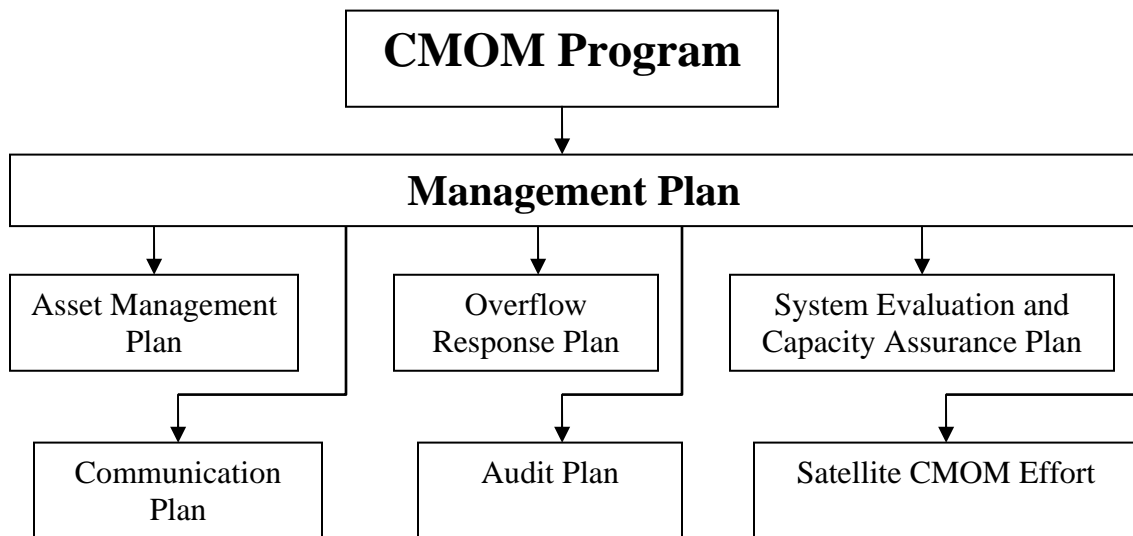 CMOM Program
Management Plan
Asset Management
Plan
Overflow
Response Plan
System Evaluation and
Capacity Assurance Plan
Communication
Plan
Audit Plan
Satellite CMOM Effort